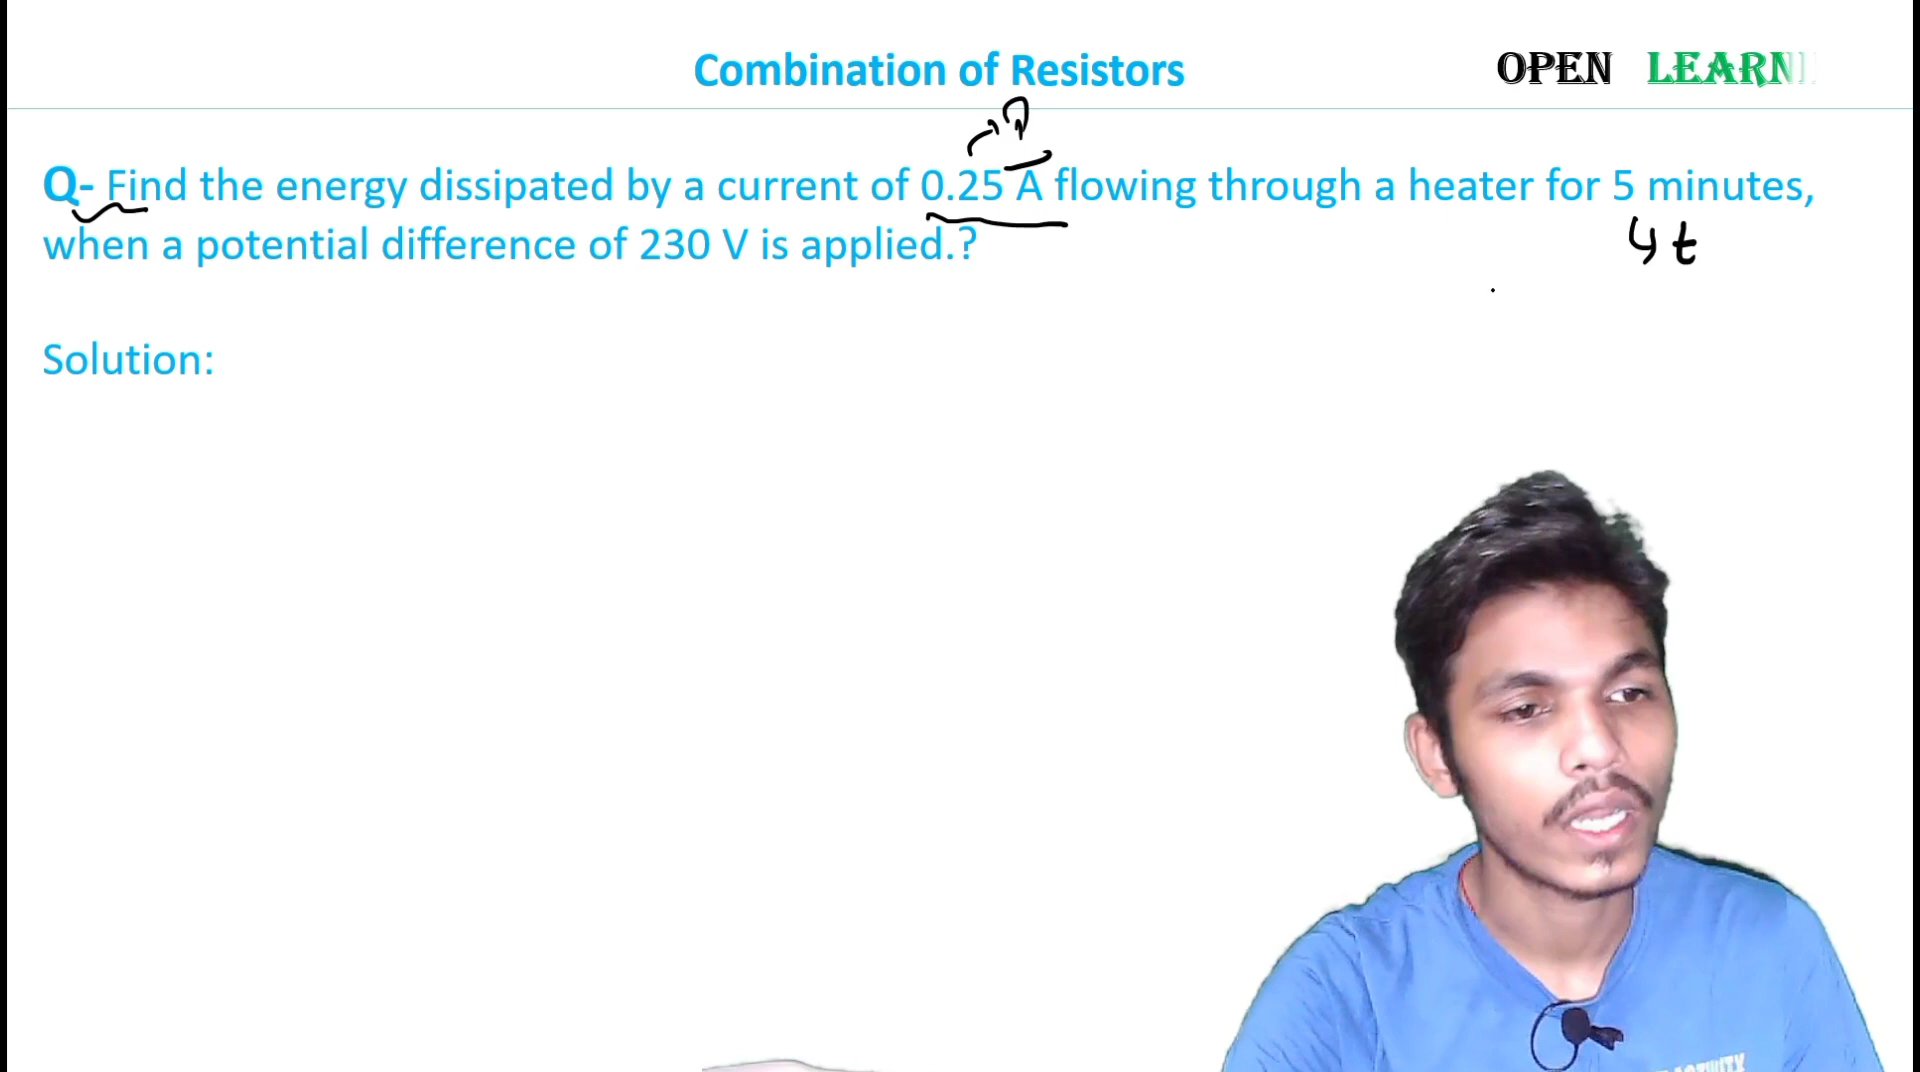 Combination of Resistors
OPEN LEARNI
Q- Find the energy dissipated by a current of 0.25 A flowing through a heater for 5 minutes,
when a potential difference of 230 V is applied.?
t
Solution: